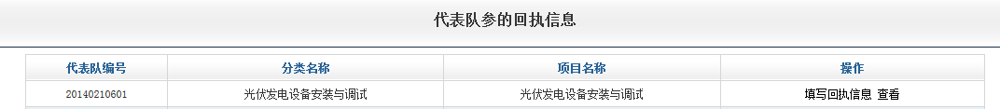 代表队参的回执信息
代表队编号 分类名称 项目名称 操作
20140210601 光伏发电设备安装与调试 光伏发电设备安装与调试 填写回执信息 查看